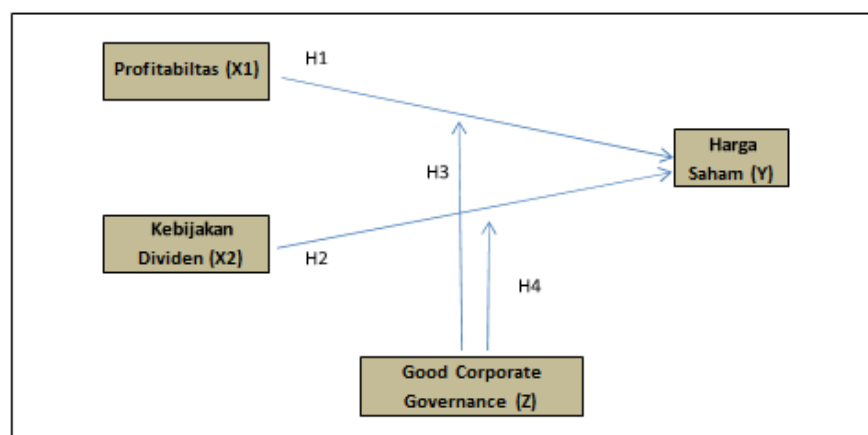 H1
Profitabiltas (X1)
Harga
Saham (Y)
H3
Kebijakan
Dividen (X2)
H2
H4
Good Corporate
Governance (Z)